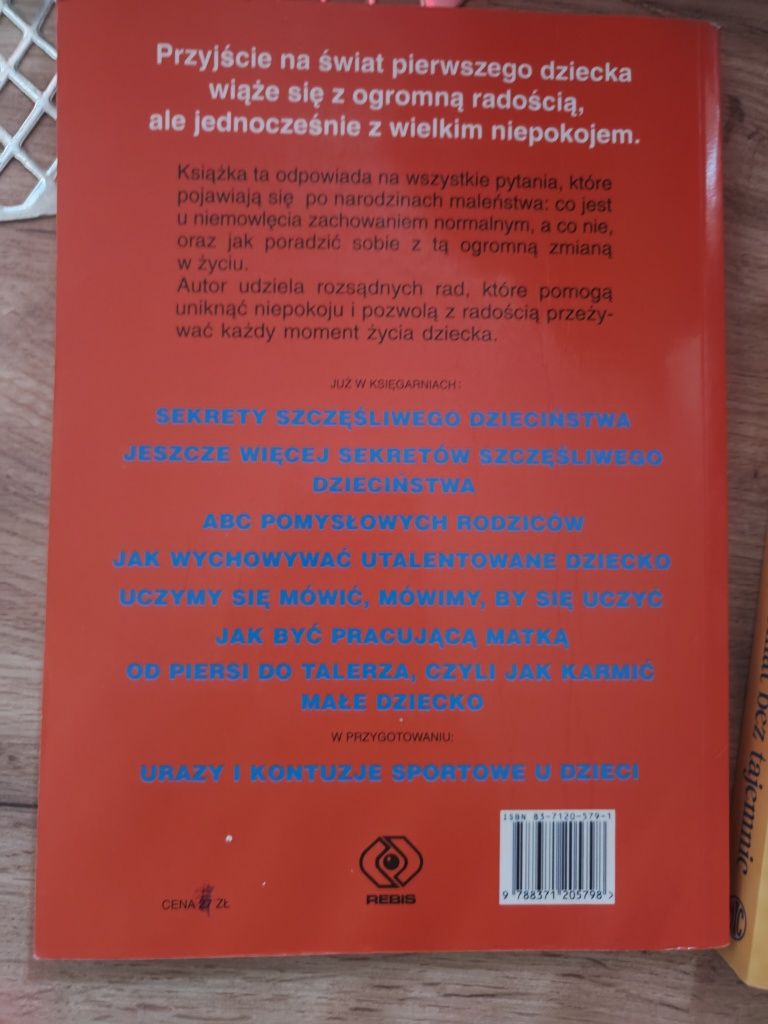 Przyjście na świat pierwszego dziecka
wiąże się z ogromną radością,
ale jednocześnie z wielkim niepokojem.
Książka ta odpowiada na wszystkie pytania, które
pojawiają się po narodzinach maleństwa: co jest
u niemowlęcia zachowaniem normalnym, a co nie,
oraz jak poradzić sobie z tą ogromną zmianą
w życiu.
Autor udziela rozsądnych rad, które pomogą
uniknąć niepokoju i pozwolą z radością przeży-
wać każdy moment życia dziecka.
JUŻ W KSIĘGARNIACH:
SEKRETY SZCZĘŚLIWEGO DZIECIŃSTWA
JESZCZE WIĘCEJ SEKRETÓW SZCZĘŚLIWEGO
DZIECIŃSTWA
ABC POMYSŁOWYCH RODZICÓW
JAK WYCHOWYWAĆ UTALENTOWANE DZIECKO
UCZYMY SIĘ MÓWIĆ, MÓWIMY, BY SIĘ UCZYĆ
JAK BYĆ PRACUJĄCĄ MATKĄ
OD PIERSI DO TALERZA, CZYLI JAK KARMIĆ
MAŁE DZIECKO
W PRZYGOTOWANIU:
URAZY I KONTUZJE SPORTOWE U DZIECI
ISBN 83-7120-579-1
9 788371 205798 >
REBIS
CENA ZŁ
bez tajemnic